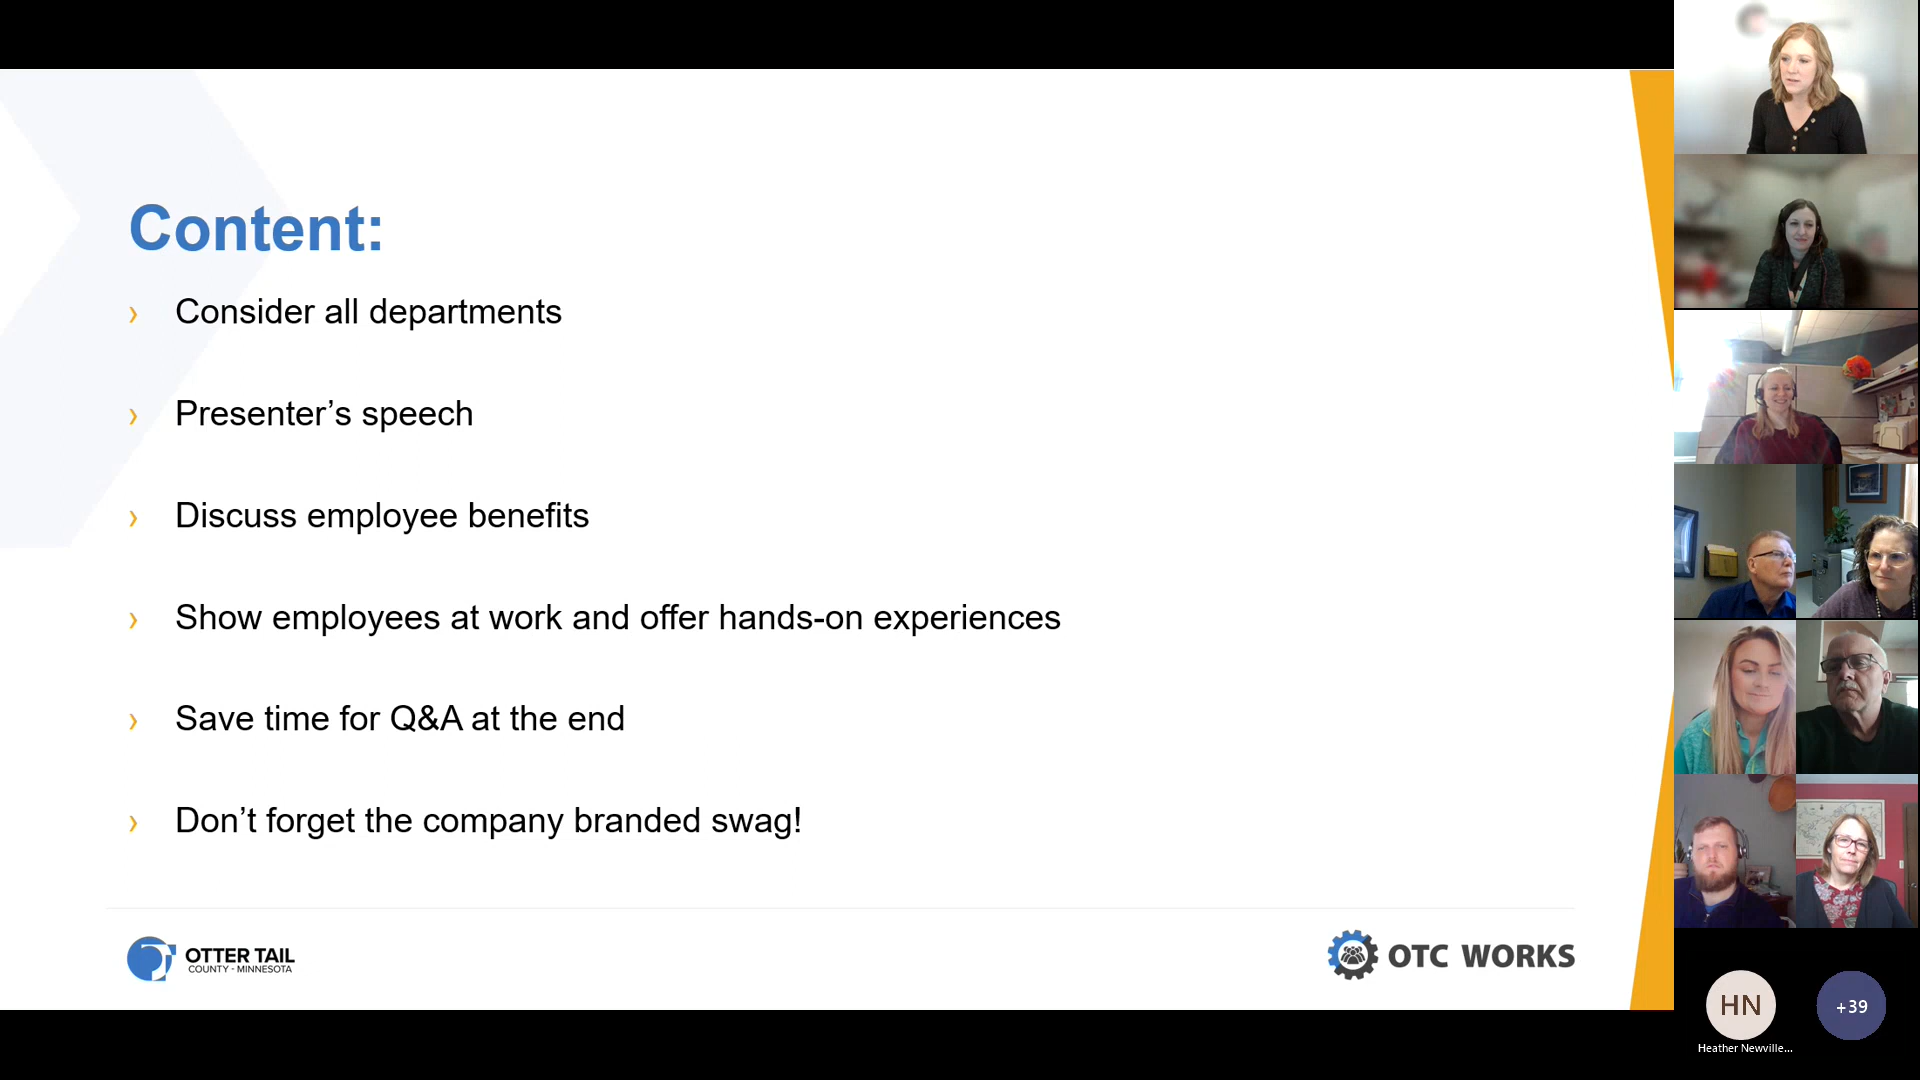 Content:
› Consider all departments
› Presenter’s speech
› Discuss employee benefits
› Show employees at work and offer hands-on experiences
› Save time for Q&A at the end
› Don’t forget the company branded swag!
OTTER TAIL
COUNTY - MINNESOTA
OTC WORKS
HN
+39
Heather Newville...